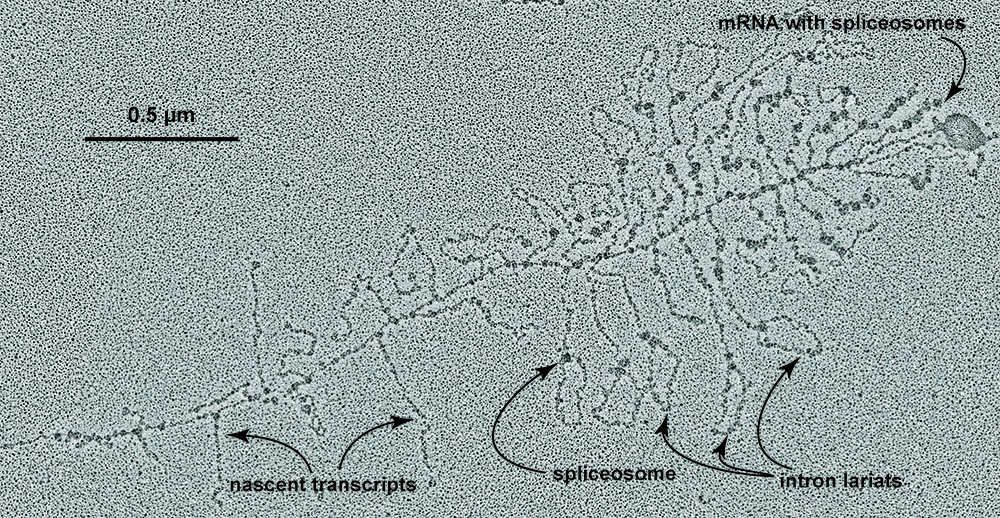 mRNA with spliceosomes
0.5 µm
nascent transcripts
spliceosome
intron lariats